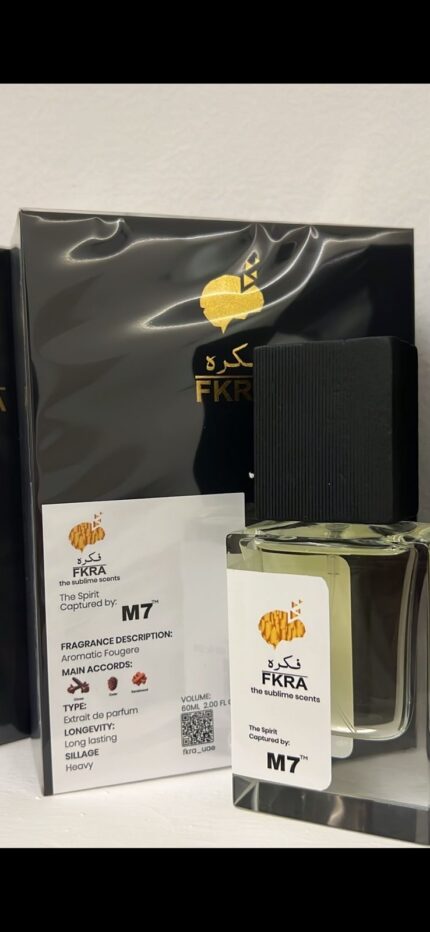 فكره
FKRA
فكره
FKRA
the sublime scents
The Spirit
Captured by: M7™
FRAGRANCE DESCRIPTION:
Aromatic Fougere
MAIN ACCORDS:
TYPE:
Extrait de parfum
LONGEVITY:
Long lasting
SILLAGE
Heavy
VOLUME:
60ML 2.00 FL
fkra_uae
فكره
FKRA
the sublime scents
The Spirit
Captured by:
M7™